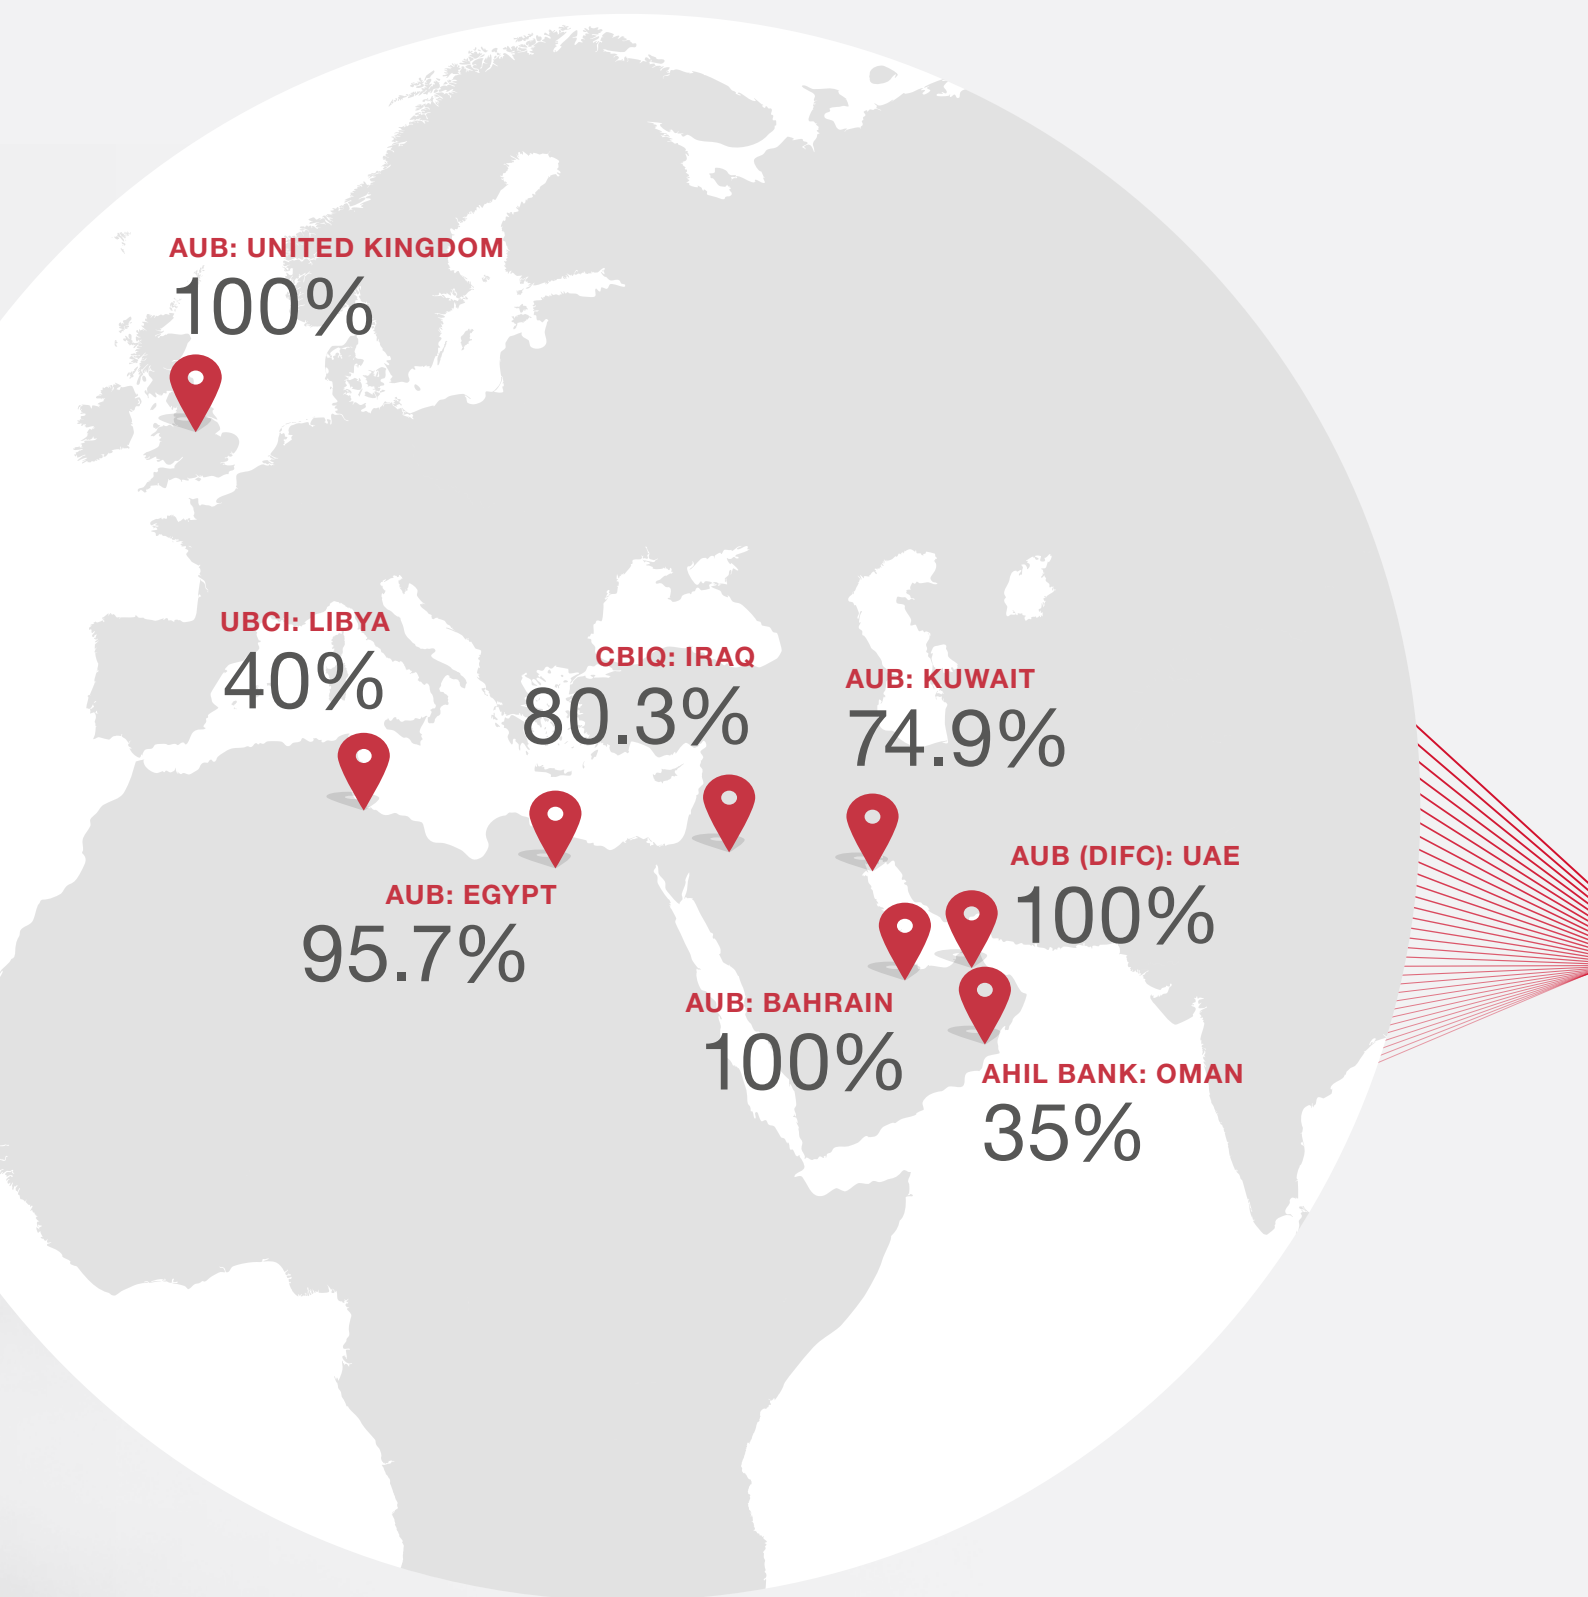 AUB: UNITED KINGDOM
100%
UBCI: LIBYA
40%
CBIQ: IRAQ
80.3%
AUB: KUWAIT
74.9%
AUB (DIFC): UAE
100%
AUB: EGYPT
95.7%
AUB: BAHRAIN
100%
AHIL BANK: OMAN
35%